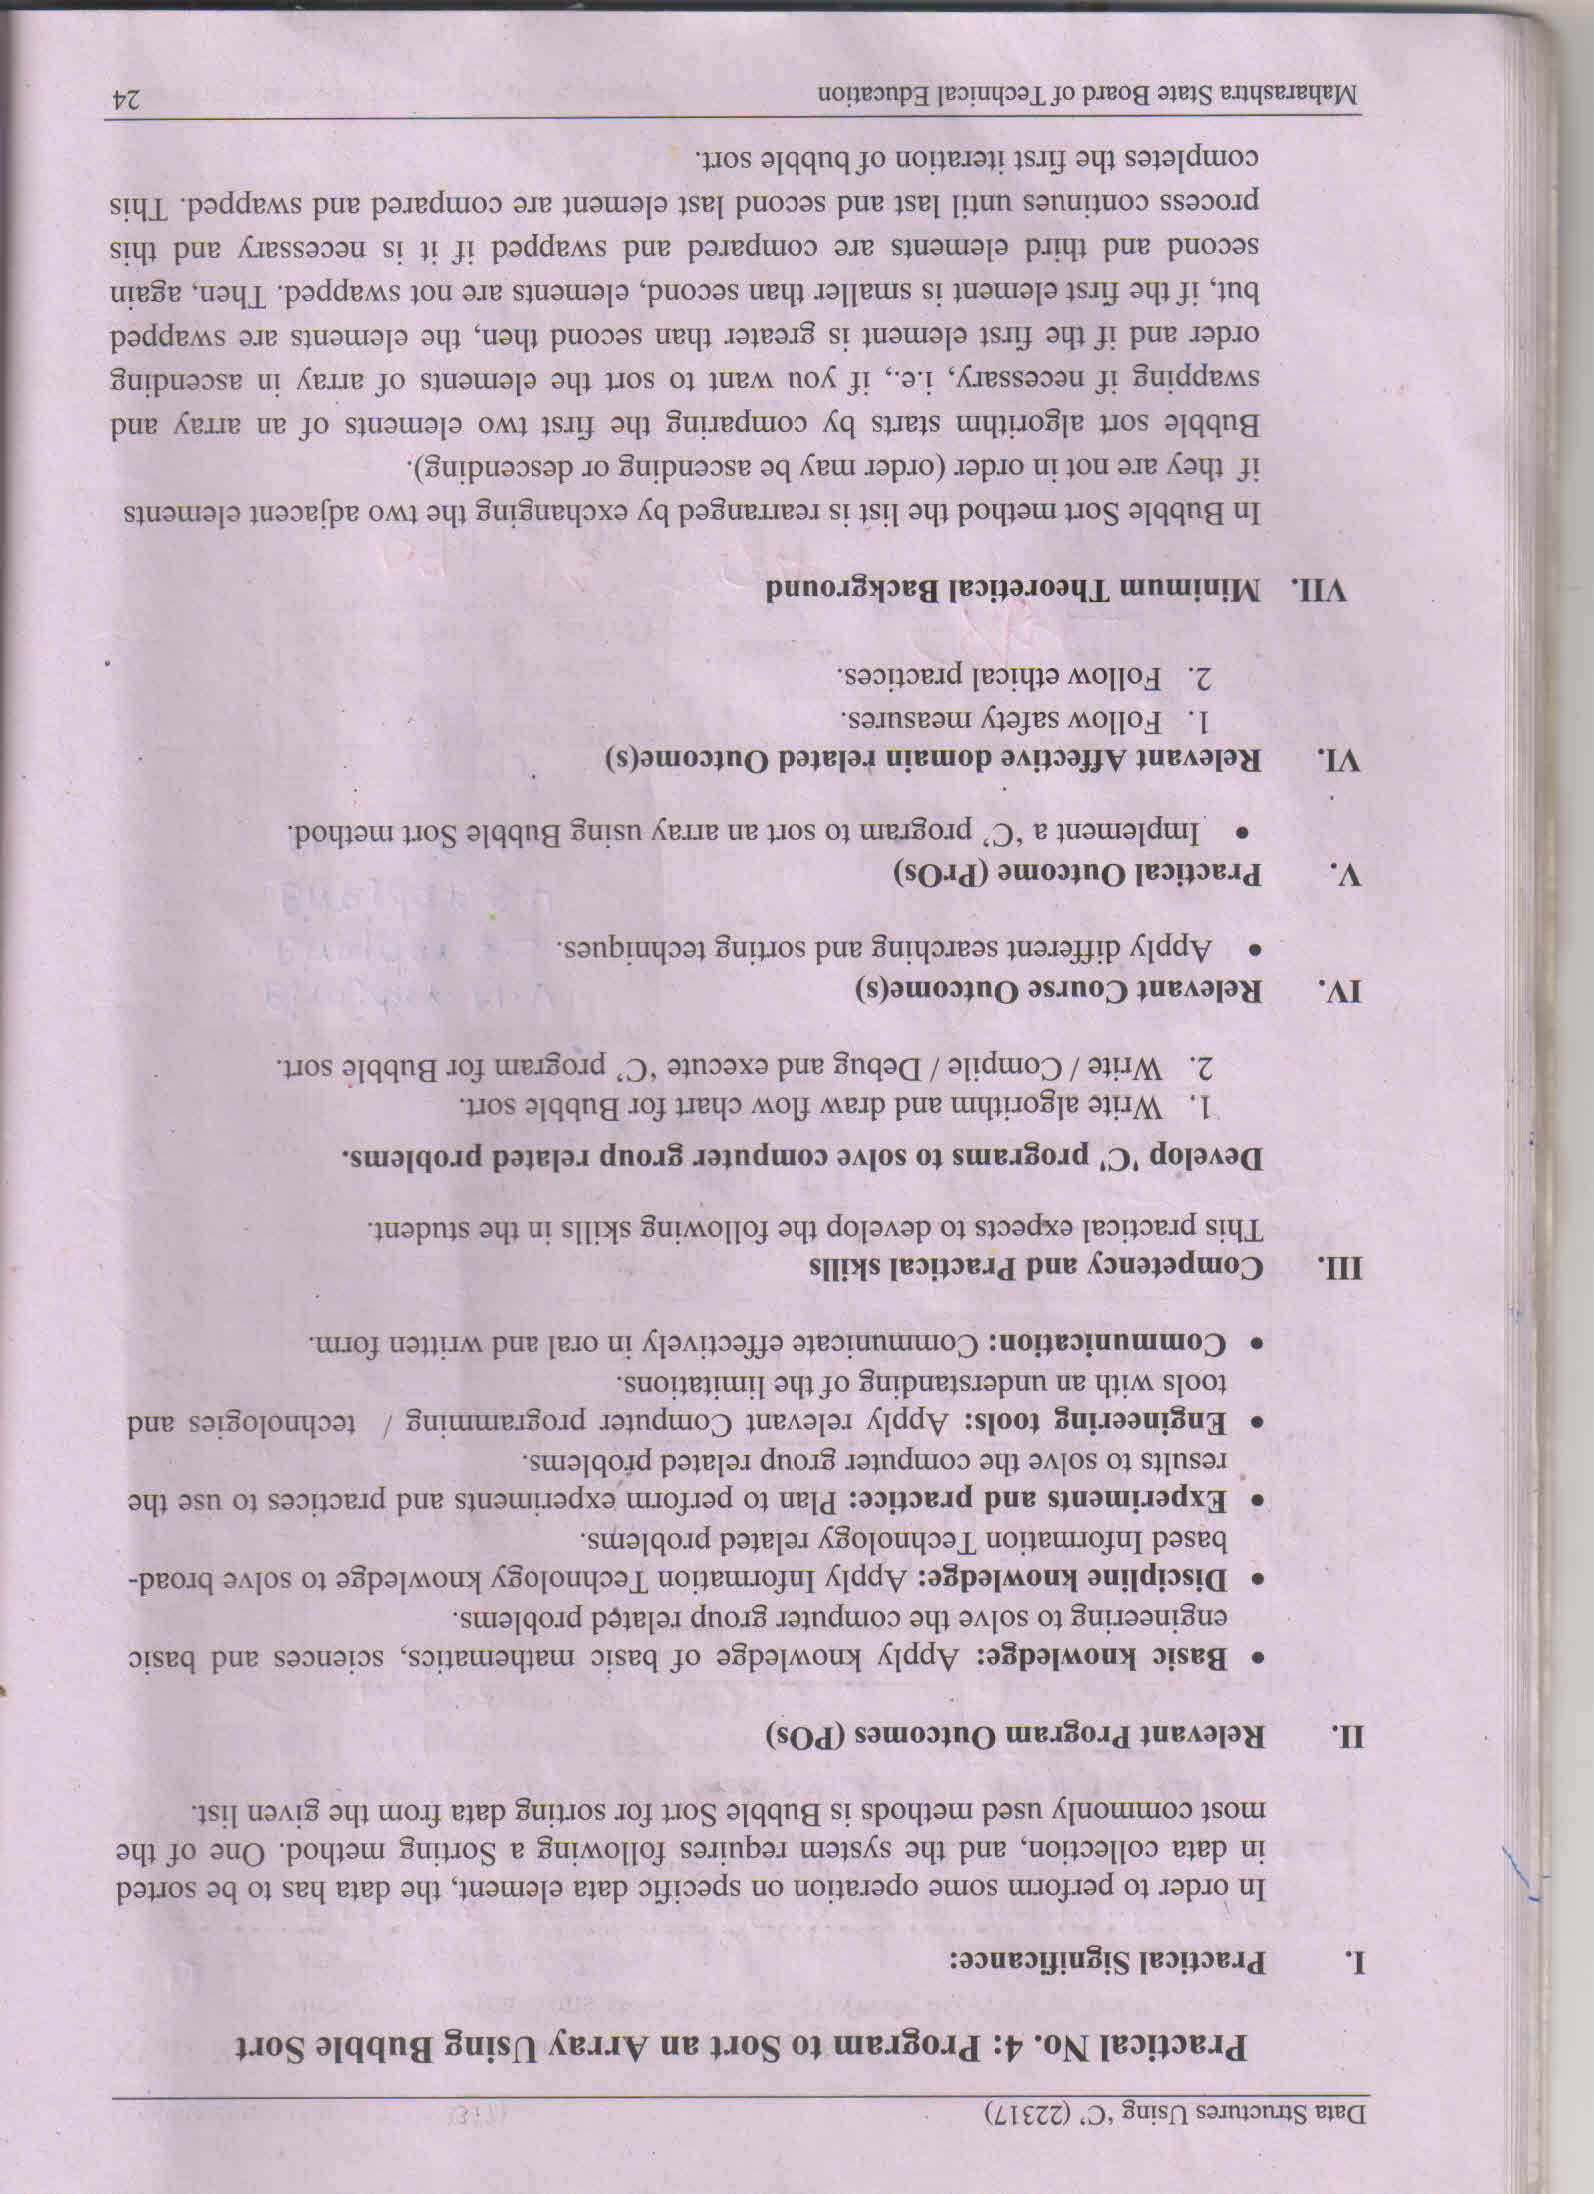 Data Structures Using ‘C’ (22317)
Practical No. 4: Program to Sort an Array Using Bubble Sort
I. Practical Significance:
In order to perform some operation on specific data element, the data has to be sorted
in data collection, and the system requires following a Sorting method. One of the
most commonly used methods is Bubble Sort for sorting data from the given list.
II. Relevant Program Outcomes (POs)
• Basic knowledge: Apply knowledge of basic mathematics, sciences and basic
engineering to solve the computer group related problems.
• Discipline knowledge: Apply Information Technology knowledge to solve broad-
based Information Technology related problems.
• Experiments and practice: Plan to perform experiments and practices to use the
results to solve the computer group related problems.
• Engineering tools: Apply relevant Computer programming / technologies and
tools with an understanding of the limitations.
• Communication: Communicate effectively in oral and written form.
III. Competency and Practical skills
This practical expects to develop the following skills in the student.
Develop 'C' programs to solve computer group related problems.
1. Write algorithm and draw flow chart for Bubble sort.
2. Write / Compile / Debug and execute ‘C’ program for Bubble sort.
IV. Relevant Course Outcome(s)
• Apply different searching and sorting techniques.
V. Practical Outcome (PrOs)
• Implement a ‘C’ program to sort an array using Bubble Sort method.
VI. Relevant Affective domain related Outcome(s)
1. Follow safety measures.
2. Follow ethical practices.
VII. Minimum Theoretical Background
In Bubble Sort method the list is rearranged by exchanging the two adjacent elements
if they are not in order (order may be ascending or descending).
Bubble sort algorithm starts by comparing the first two elements of an array and
swapping if necessary, i.e., if you want to sort the elements of array in ascending
order and if the first element is greater than second then, the elements are swapped
but, if the first element is smaller than second, elements are not swapped. Then, again
second and third elements are compared and swapped if it is necessary and this
process continues until last and second last element are compared and swapped. This
completes the first iteration of bubble sort.
Maharashtra State Board of Technical Education 24